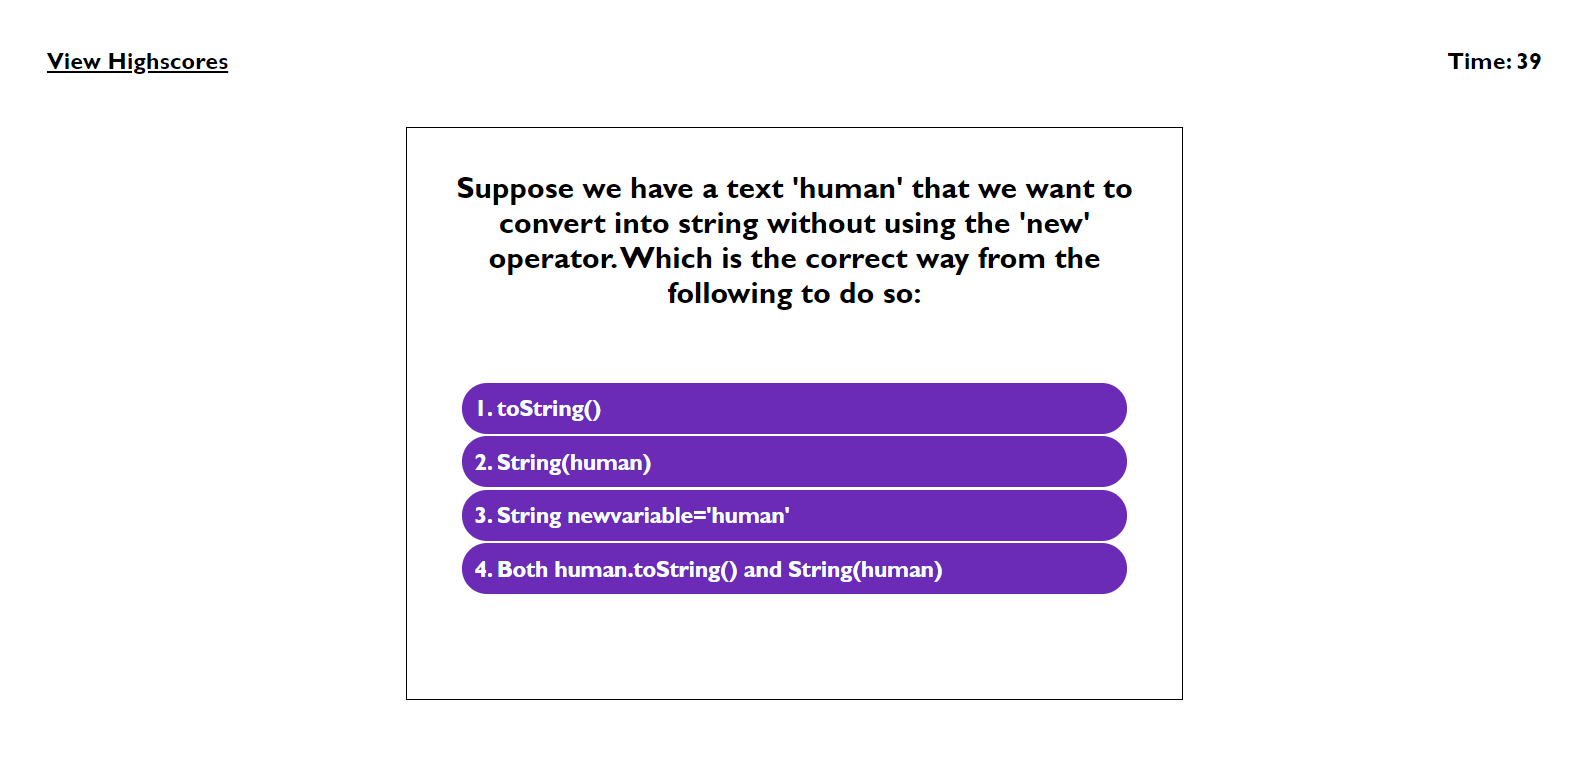 View Highscores
Time: 39
Suppose we have a text 'human' that we want to
convert into string without using the 'new'
operator. Which is the correct way from the
following to do so:
1. toString()
2. String(human)
3. String newvariable='human'
4. Both human.toString() and String(human)